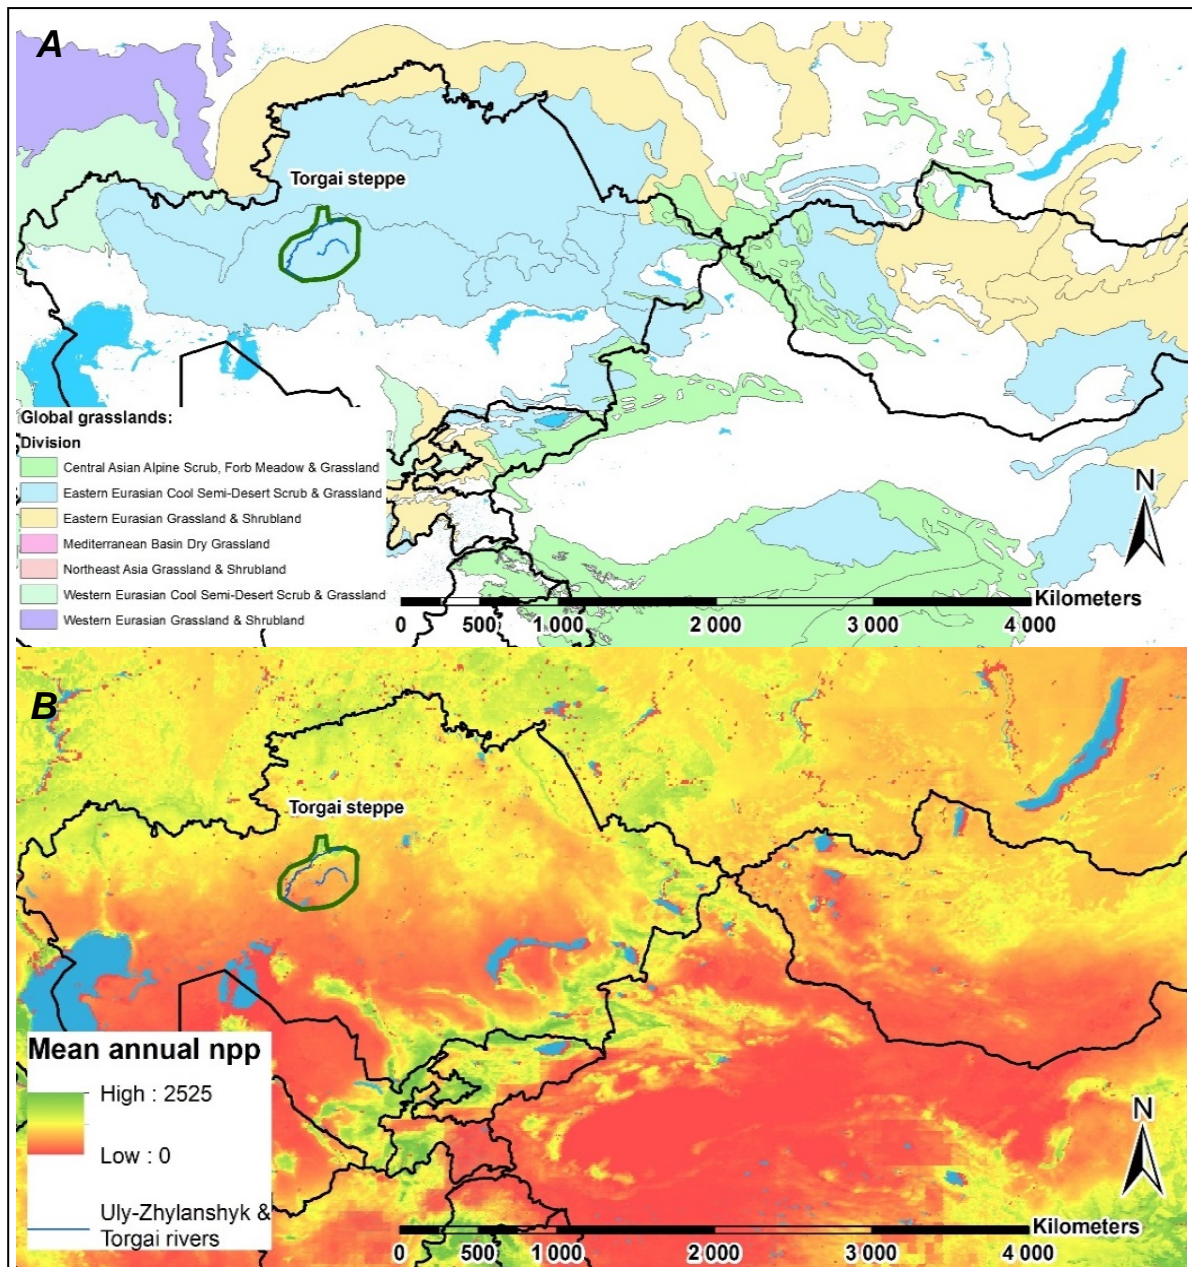 A
Torgai steppe
Global grasslands:
Division
Central Asian Alpine Scrub, Forb Meadow & Grassland
Eastern Eurasian Cool Semi-Desert Scrub & Grassland
Eastern Eurasian Grassland & Shrubland
Mediterranean Basin Dry Grassland
Northeast Asia Grassland & Shrubland
Western Eurasian Cool Semi-Desert Scrub & Grassland
Western Eurasian Grassland & Shrubland
N
Kilometers
0 500 1 000 2 000 3 000 4 000
B
Torgai steppe
Mean annual npp
High : 2525
Low : 0
Uly-Zhylanshyk &
Torgai rivers
N
Kilometers
0 500 1 000 2 000 3 000 4 000